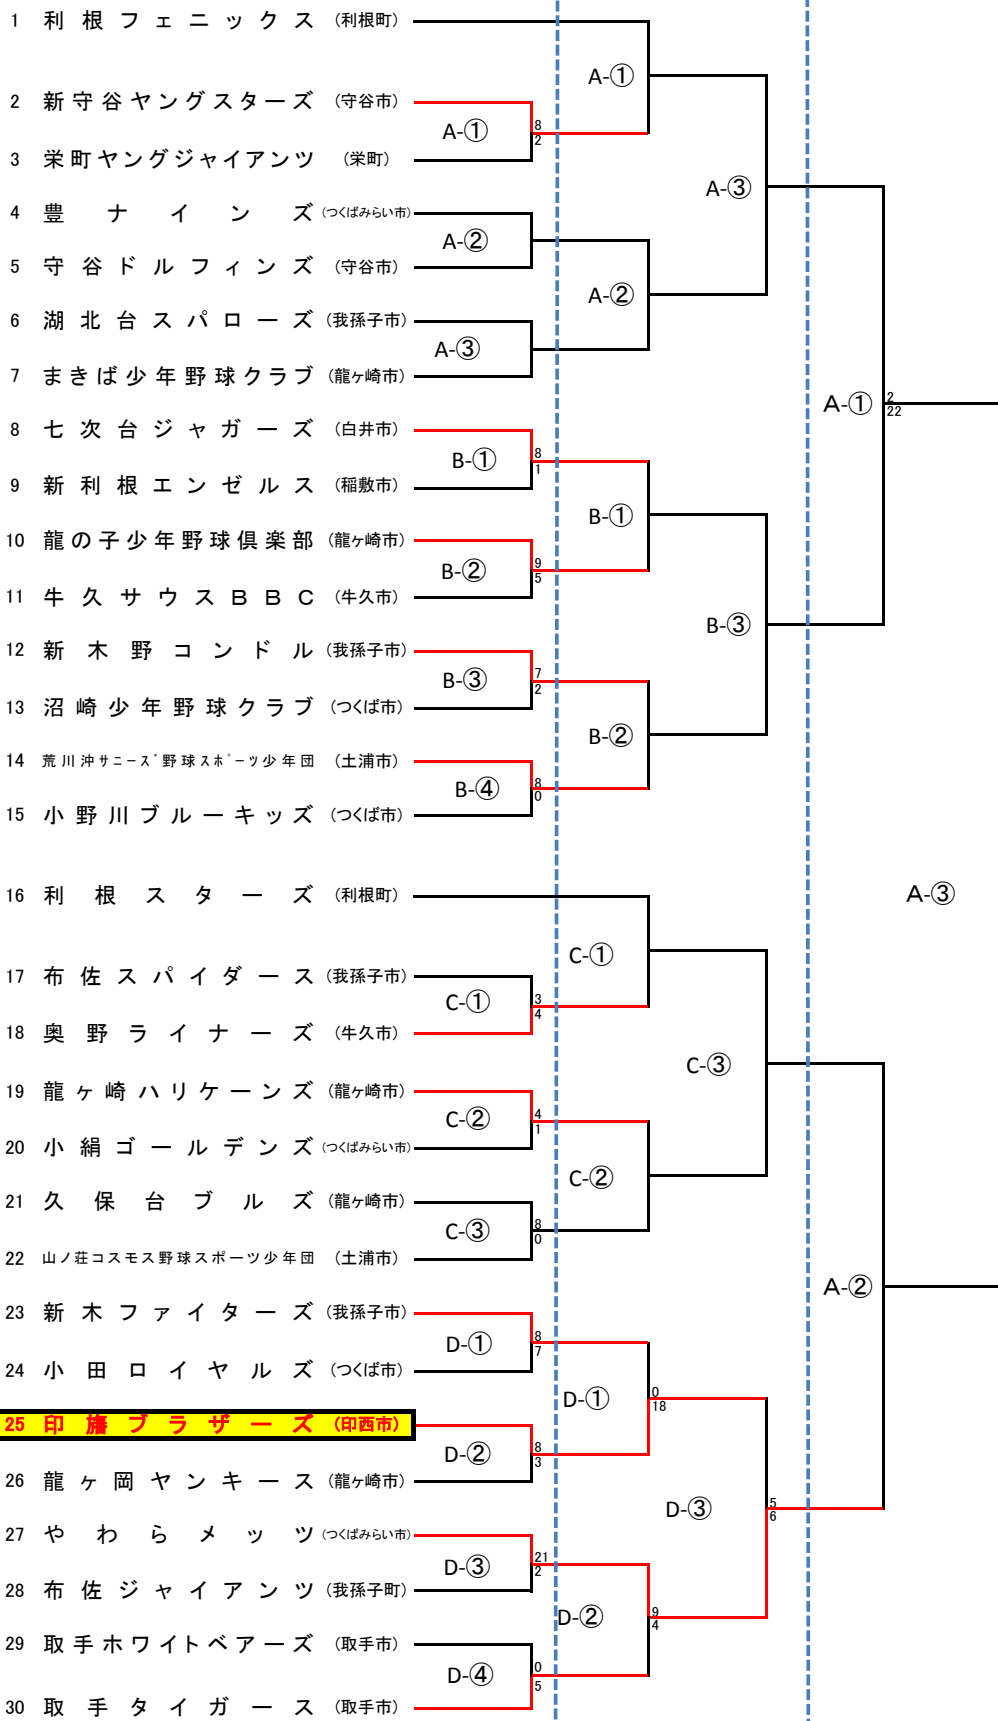 1 利根フェニックス (利根町)
A-①
2 新守谷ヤングスターズ (守谷市)
A-① 8 2
3 栄町ヤングジャイアンツ (栄町)
A-③
4 豊ナインズ (つくばみらい市)
A-②
5 守谷ドルフィンズ (守谷市)
A-②
6 湖北台スパローズ (我孫子市)
A-③
7 まきば少年野球クラブ (龍ヶ崎市)
A-① 2 22
8 七次台ジャガーズ (白井市)
B-① 8 1
9 新利根エンゼルス (稲敷市)
B-①
10 龍の子少年野球倶楽部 (龍ヶ崎市)
B-② 9 5
11 牛久サウスBBC (牛久市)
B-③
12 新木野コンドル (我孫子市)
B-③ 7 2
13 沼崎少年野球クラブ (つくば市)
B-②
14 荒川沖サニーズ野球スポーツ少年団 (土浦市)
B-④ 8 0
15 小野川ブルーキッズ (つくば市)
16 利根スターズ (利根町)
A-③
C-①
17 布佐スパイダース (我孫子市)
C-① 3 4
18 奥野ライナーズ (牛久市)
C-③
19 龍ヶ崎ハリケーンズ (龍ヶ崎市)
C-② 4 1
20 小絹ゴールデンズ (つくばみらい市)
C-②
21 久保台ブルズ (龍ヶ崎市)
C-③ 8 0
22 山ノ荘コスモス野球スポーツ少年団 (土浦市)
A-②
23 新木ファイターズ (我孫子市)
D-① 8 7
24 小田ロイヤルズ (つくば市)
D-① 0 18
25 印旛ブラザーズ (印西市)
D-② 8 3
26 龍ヶ岡ヤンキース (龍ヶ崎市)
D-③ 5 6
27 やわらメッツ (つくばみらい市)
D-③ 21 2
28 布佐ジャイアンツ (我孫子町)
D-② 9 4
29 取手ホワイトベアーズ (取手市)
D-④ 0 5
30 取手タイガース (取手市)